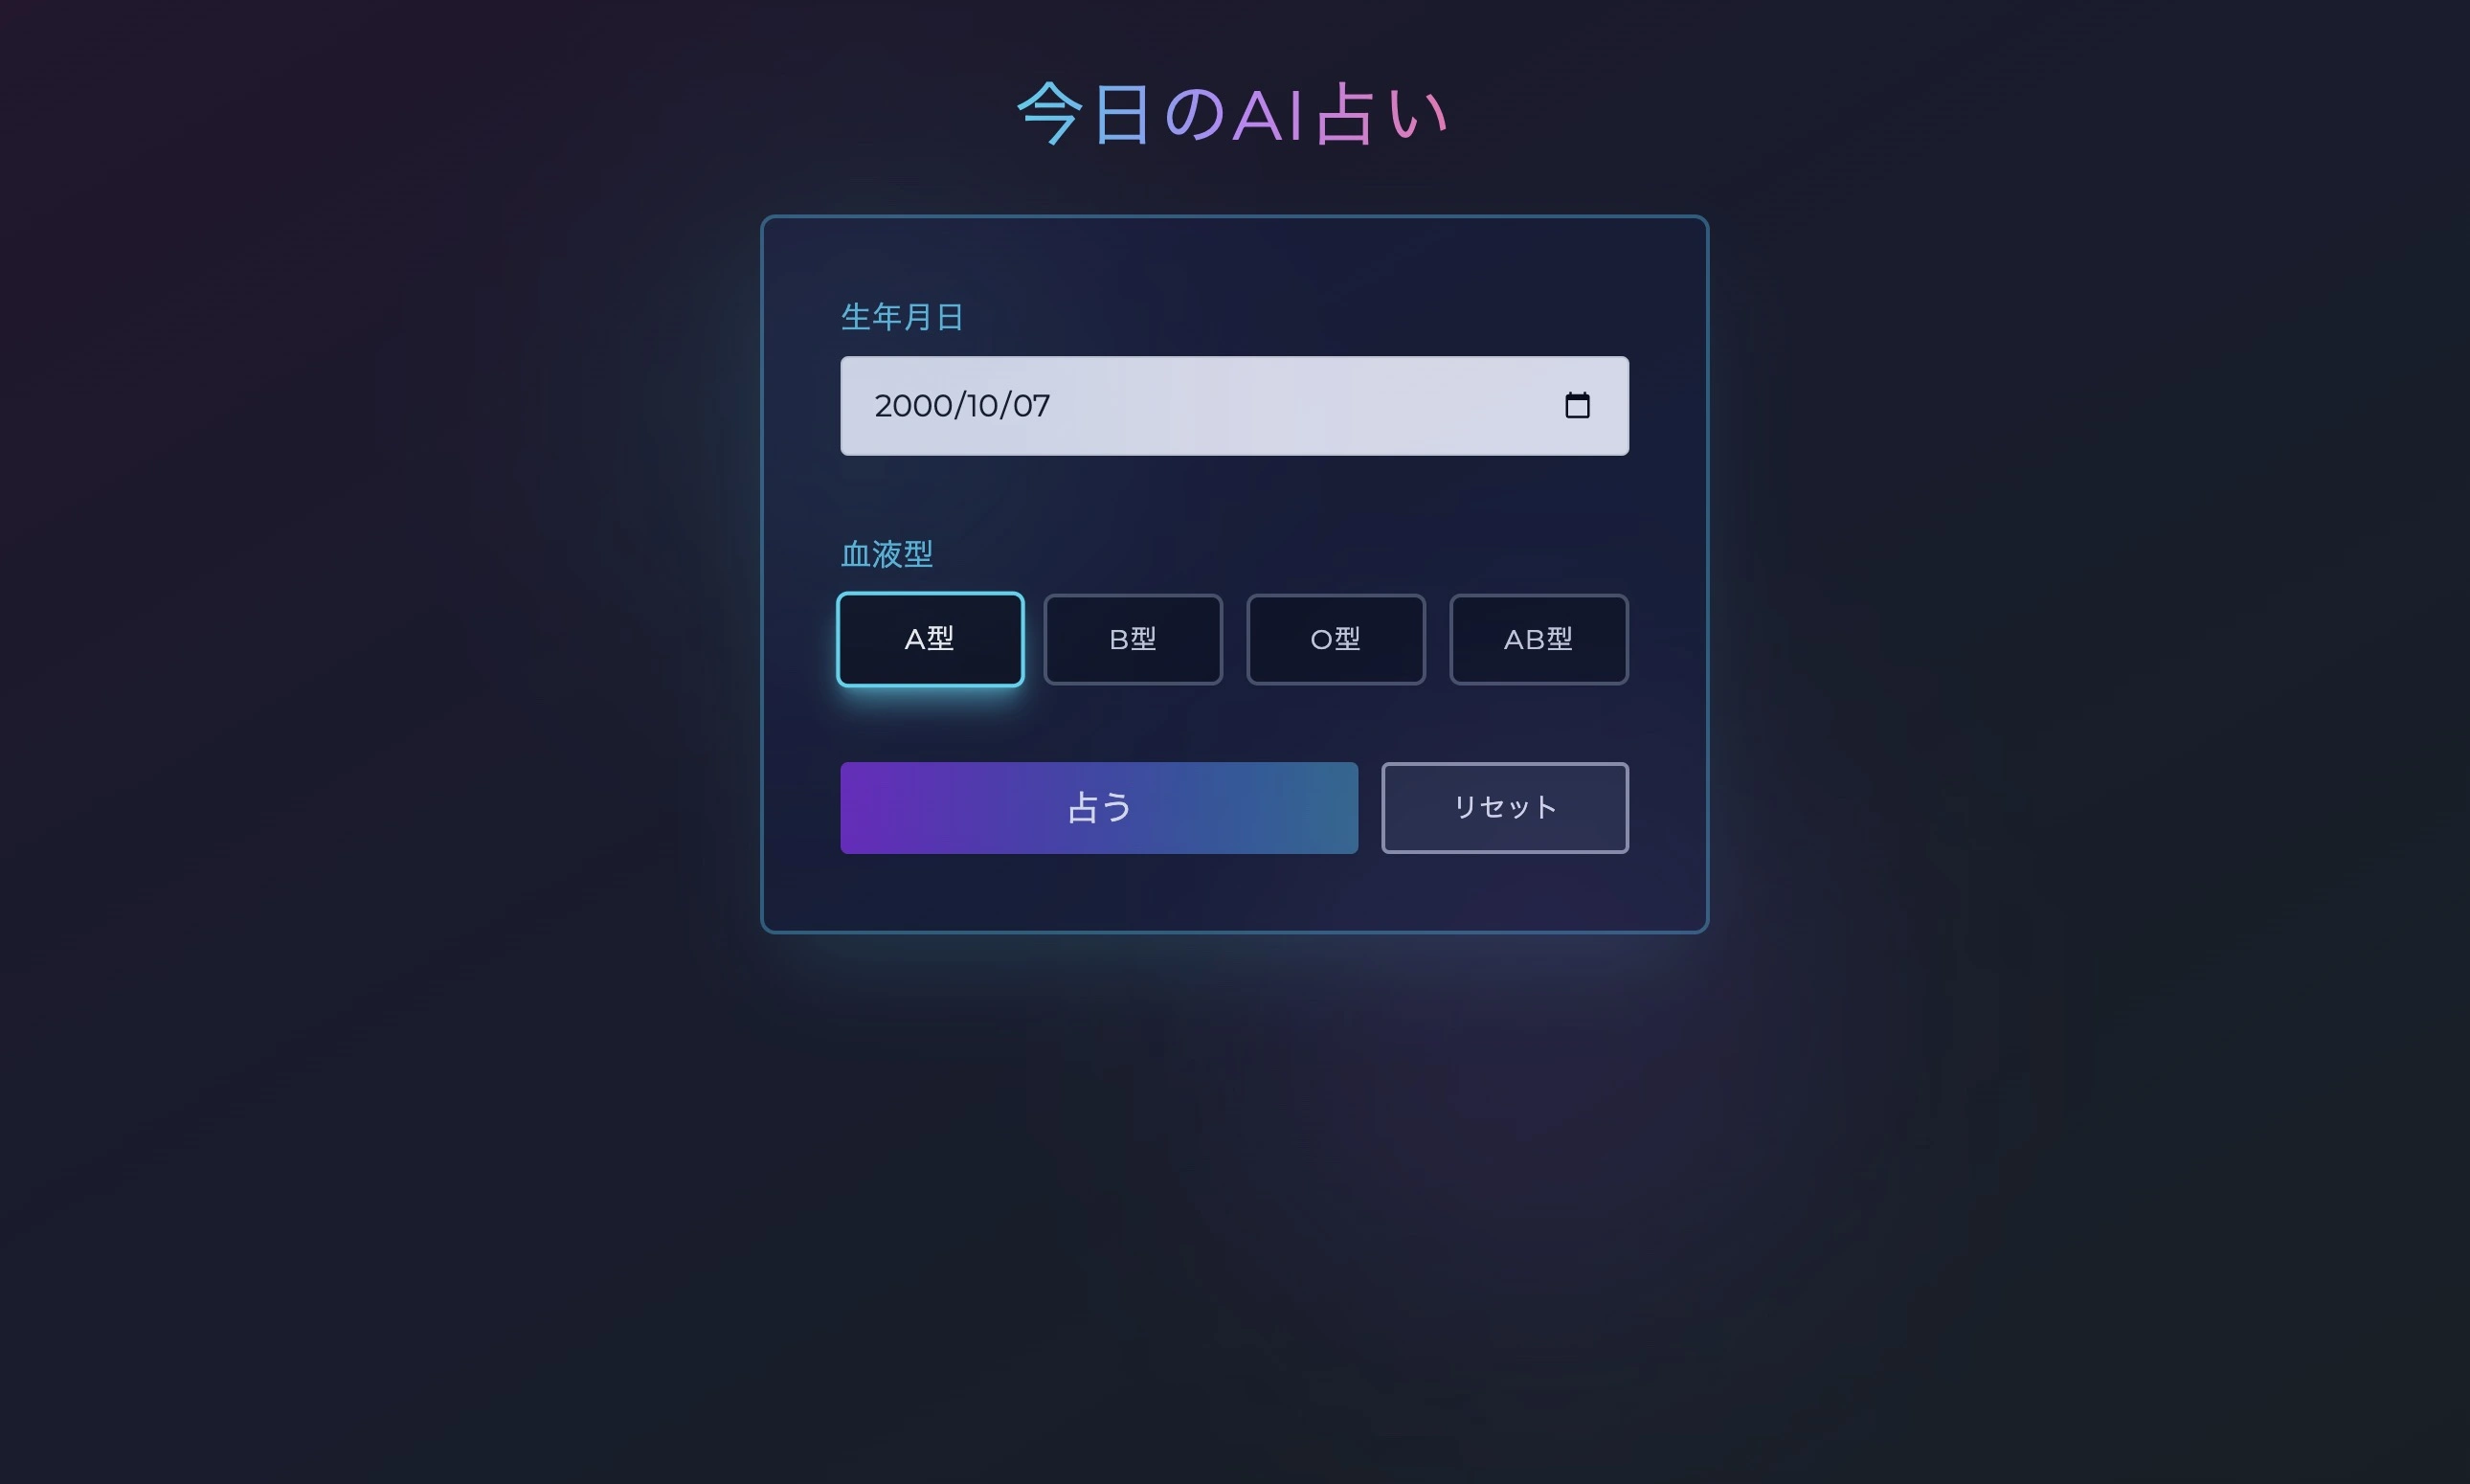 今日のAI占い
生年月日
2000/10/07
血液型
A型 B型 O型 AB型
占う リセット